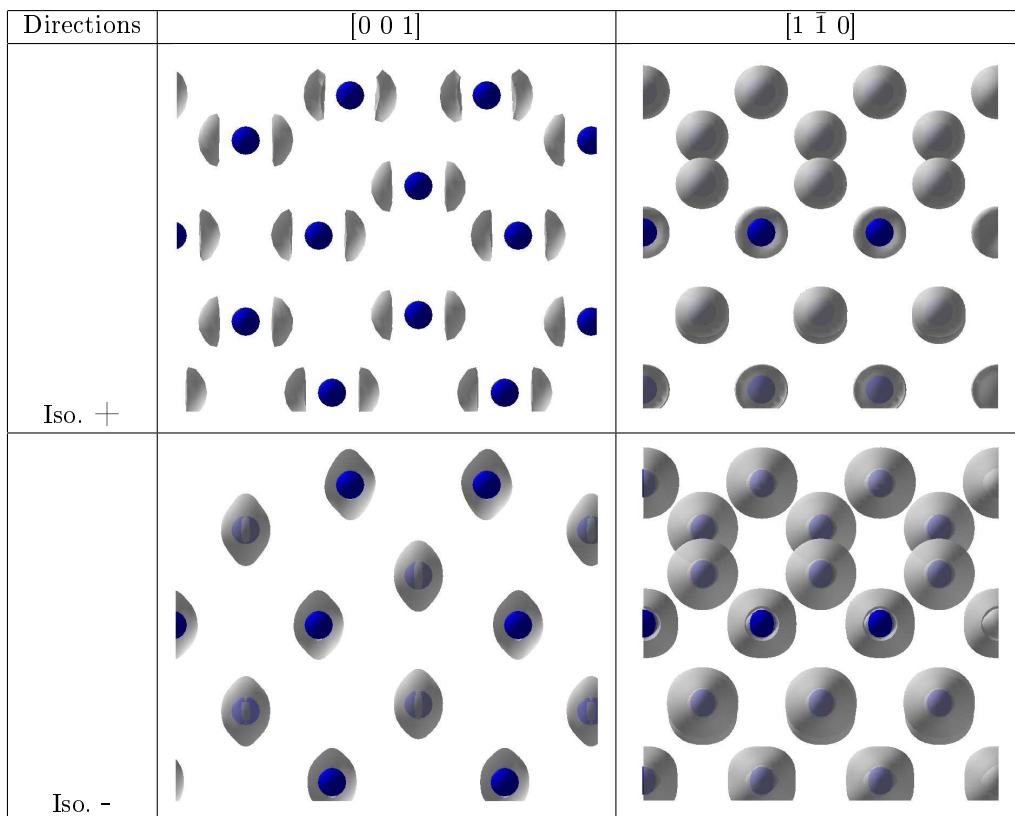 Directions [0 0 1] [1 1̄ 0]
Iso. +
Iso. -